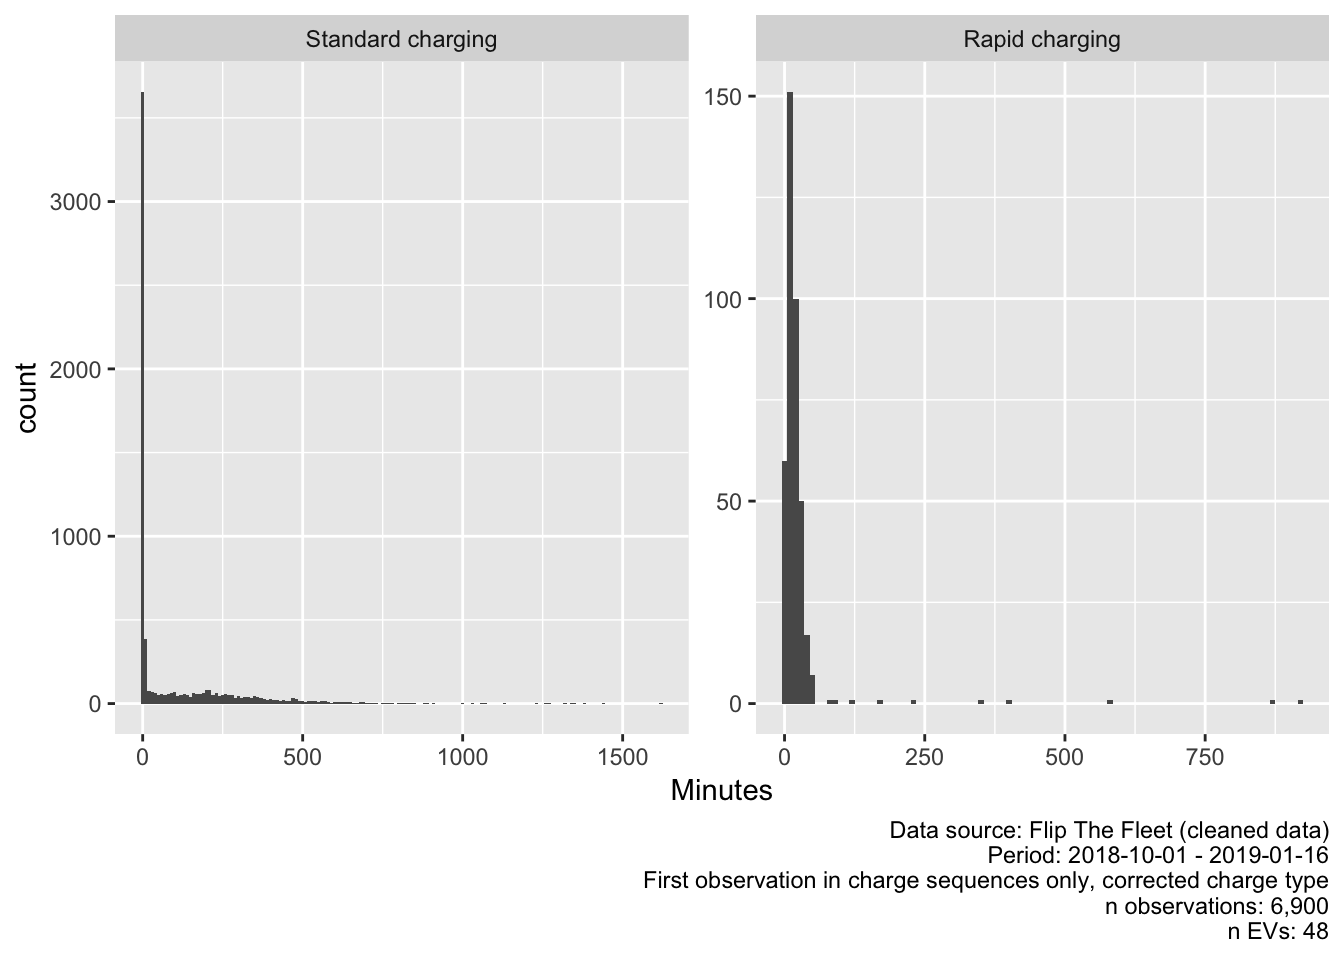 Standard charging
Rapid charging
count
3000
2000
1000
0
150
100
50
0
0
500
1000
1500
0
250
500
750
Minutes
Data source: Flip The Fleet (cleaned data)
Period: 2018-10-01 - 2019-01-16
First observation in charge sequences only, corrected charge type
n observations: 6,900
n EVs: 48